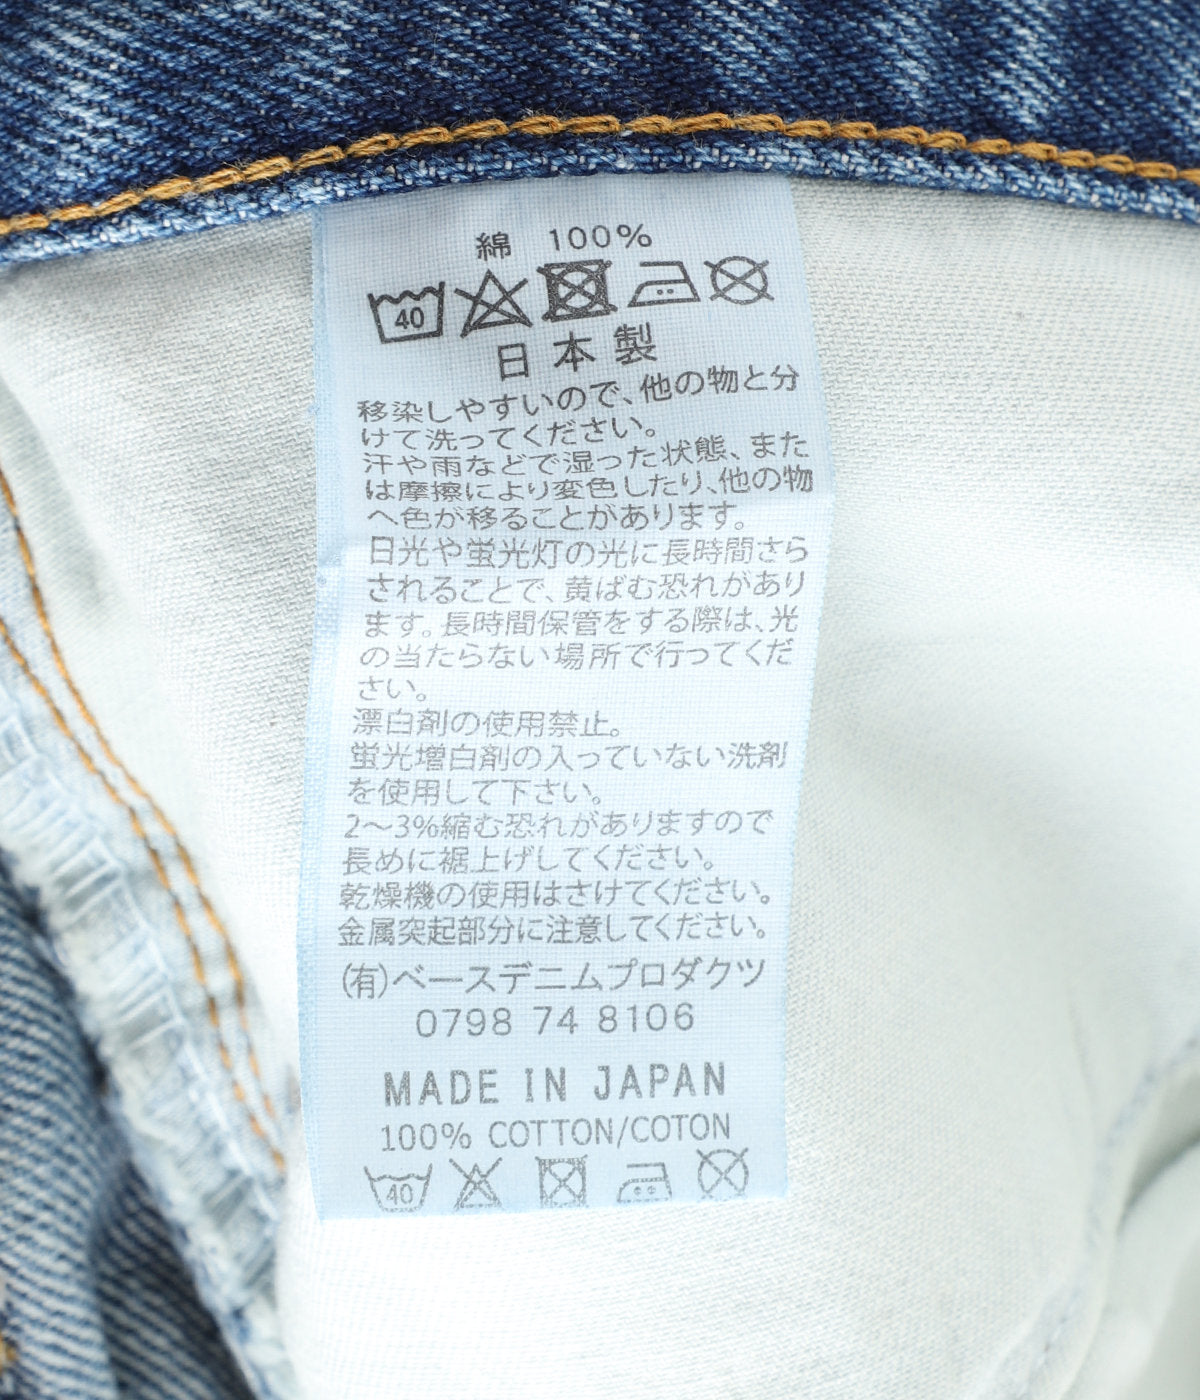 綿 100%
40
日本製
移染しやすいので、他の物と分
けて洗ってください。
汗や雨などで湿った状態、また
は摩擦により変色したり、他の物
へ色が移ることがあります。
日光や蛍光灯の光に長時間さら
されることで、黄ばむ恐れがあり
ます。長時間保管をする際は、光
の当たらない場所で行ってくだ
さい。
漂白剤の使用禁止。
蛍光増白剤の入っていない洗剤
を使用して下さい。
2〜3%縮む恐れがありますので
長めに裾上げしてください。
乾燥機の使用はさけてください。
金属突起部分に注意してください。
(有)ベースデニムプロダクツ
0798 74 8106
MADE IN JAPAN
100% COTTON/COTON
40